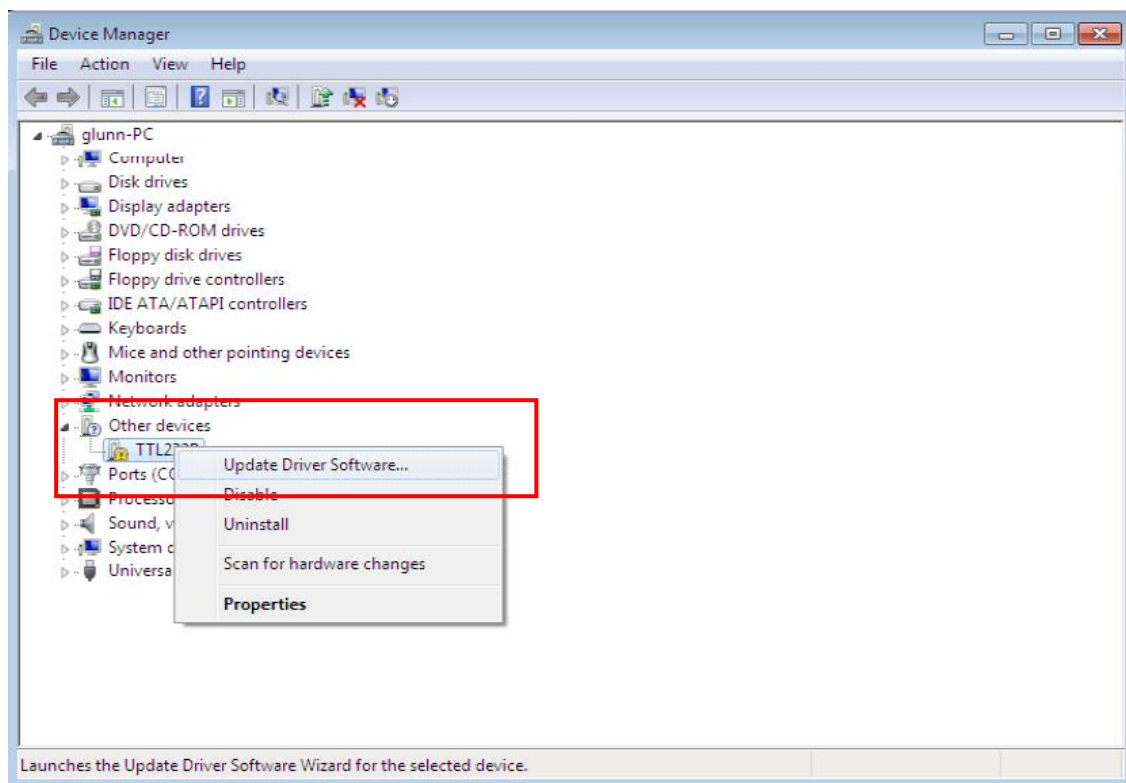 Device Manager
File Action View Help
glunn-PC
Computer
Disk drives
Display adapters
DVD/CD-ROM drives
Floppy disk drives
Floppy drive controllers
IDE ATA/ATAPI controllers
Keyboards
Mice and other pointing devices
Monitors
Network adapters
Other devices
Update Driver Software...
Ports
Disable
Sound,
Uninstall
System
Scan for hardware changes
Properties
Launches the Update Driver Software Wizard for the selected device.